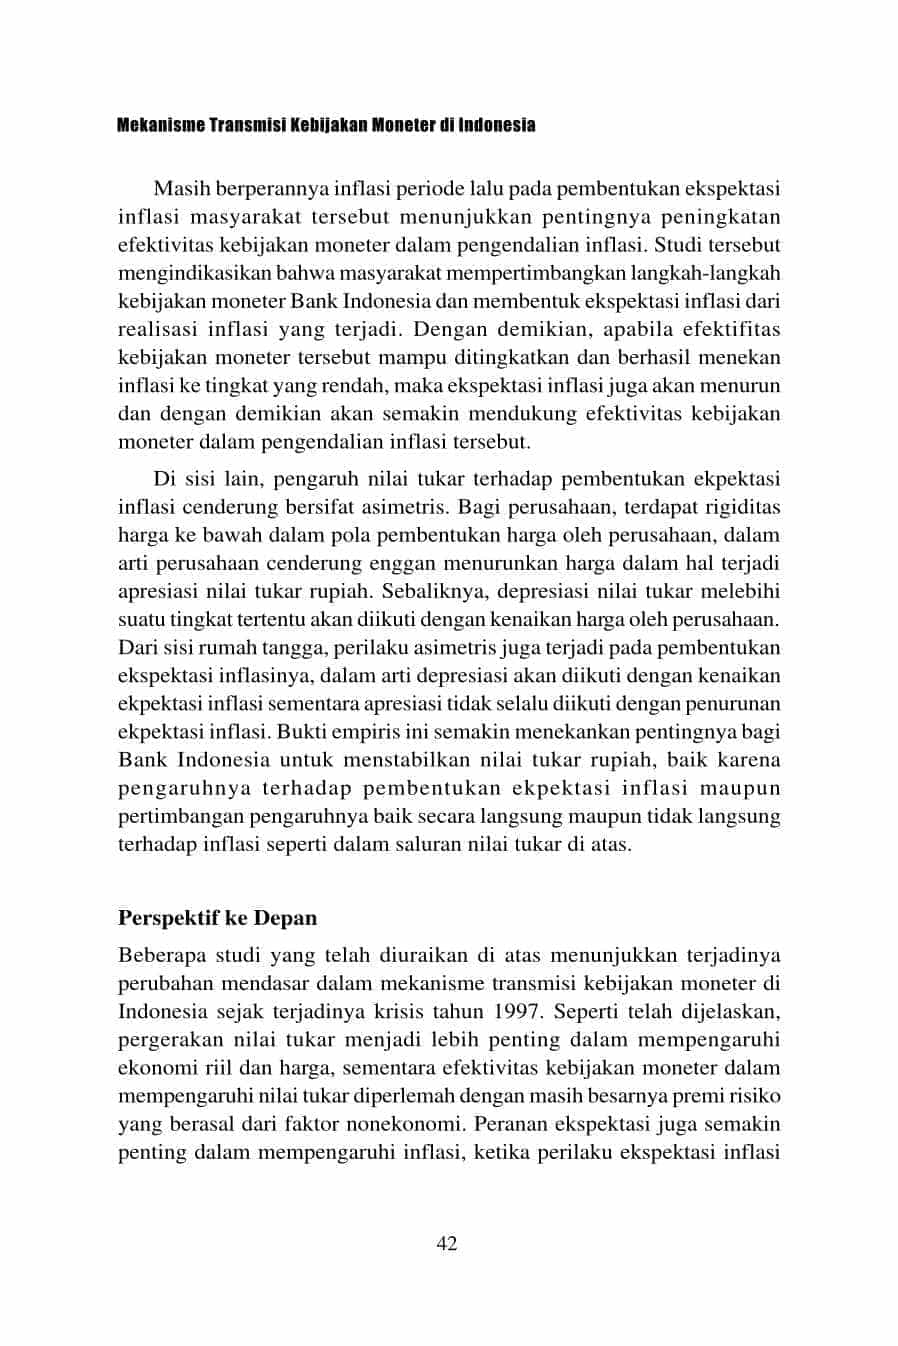 Mekanisme Transmisi Kebijakan Moneter di Indonesia
Masih berperannya inflasi periode lalu pada pembentukan ekspektasi
inflasi masyarakat tersebut menunjukkan pentingnya peningkatan
efektivitas kebijakan moneter dalam pengendalian inflasi. Studi tersebut
mengindikasikan bahwa masyarakat mempertimbangkan langkah-langkah
kebijakan moneter Bank Indonesia dan membentuk ekspektasi inflasi dari
realisasi inflasi yang terjadi. Dengan demikian, apabila efektifitas
kebijakan moneter tersebut mampu ditingkatkan dan berhasil menekan
inflasi ke tingkat yang rendah, maka ekspektasi inflasi juga akan menurun
dan dengan demikian akan semakin mendukung efektivitas kebijakan
moneter dalam pengendalian inflasi tersebut.
Di sisi lain, pengaruh nilai tukar terhadap pembentukan ekpektasi
inflasi cenderung bersifat asimetris. Bagi perusahaan, terdapat rigiditas
harga ke bawah dalam pola pembentukan harga oleh perusahaan, dalam
arti perusahaan cenderung enggan menurunkan harga dalam hal terjadi
apresiasi nilai tukar rupiah. Sebaliknya, depresiasi nilai tukar melebihi
suatu tingkat tertentu akan diikuti dengan kenaikan harga oleh perusahaan.
Dari sisi rumah tangga, perilaku asimetris juga terjadi pada pembentukan
ekspektasi inflasinya, dalam arti depresiasi akan diikuti dengan kenaikan
ekpektasi inflasi sementara apresiasi tidak selalu diikuti dengan penurunan
ekpektasi inflasi. Bukti empiris ini semakin menekankan pentingnya bagi
Bank Indonesia untuk menstabilkan nilai tukar rupiah, baik karena
pengaruhnya terhadap pembentukan ekpektasi inflasi maupun
pertimbangan pengaruhnya baik secara langsung maupun tidak langsung
terhadap inflasi seperti dalam saluran nilai tukar di atas.
Perspektif ke Depan
Beberapa studi yang telah diuraikan di atas menunjukkan terjadinya
perubahan mendasar dalam mekanisme transmisi kebijakan moneter di
Indonesia sejak terjadinya krisis tahun 1997. Seperti telah dijelaskan,
pergerakan nilai tukar menjadi lebih penting dalam mempengaruhi
ekonomi riil dan harga, sementara efektivitas kebijakan moneter dalam
mempengaruhi nilai tukar diperlemah dengan masih besarnya premi risiko
yang berasal dari faktor nonekonomi. Peranan ekspektasi juga semakin
penting dalam mempengaruhi inflasi, ketika perilaku ekspektasi inflasi
42